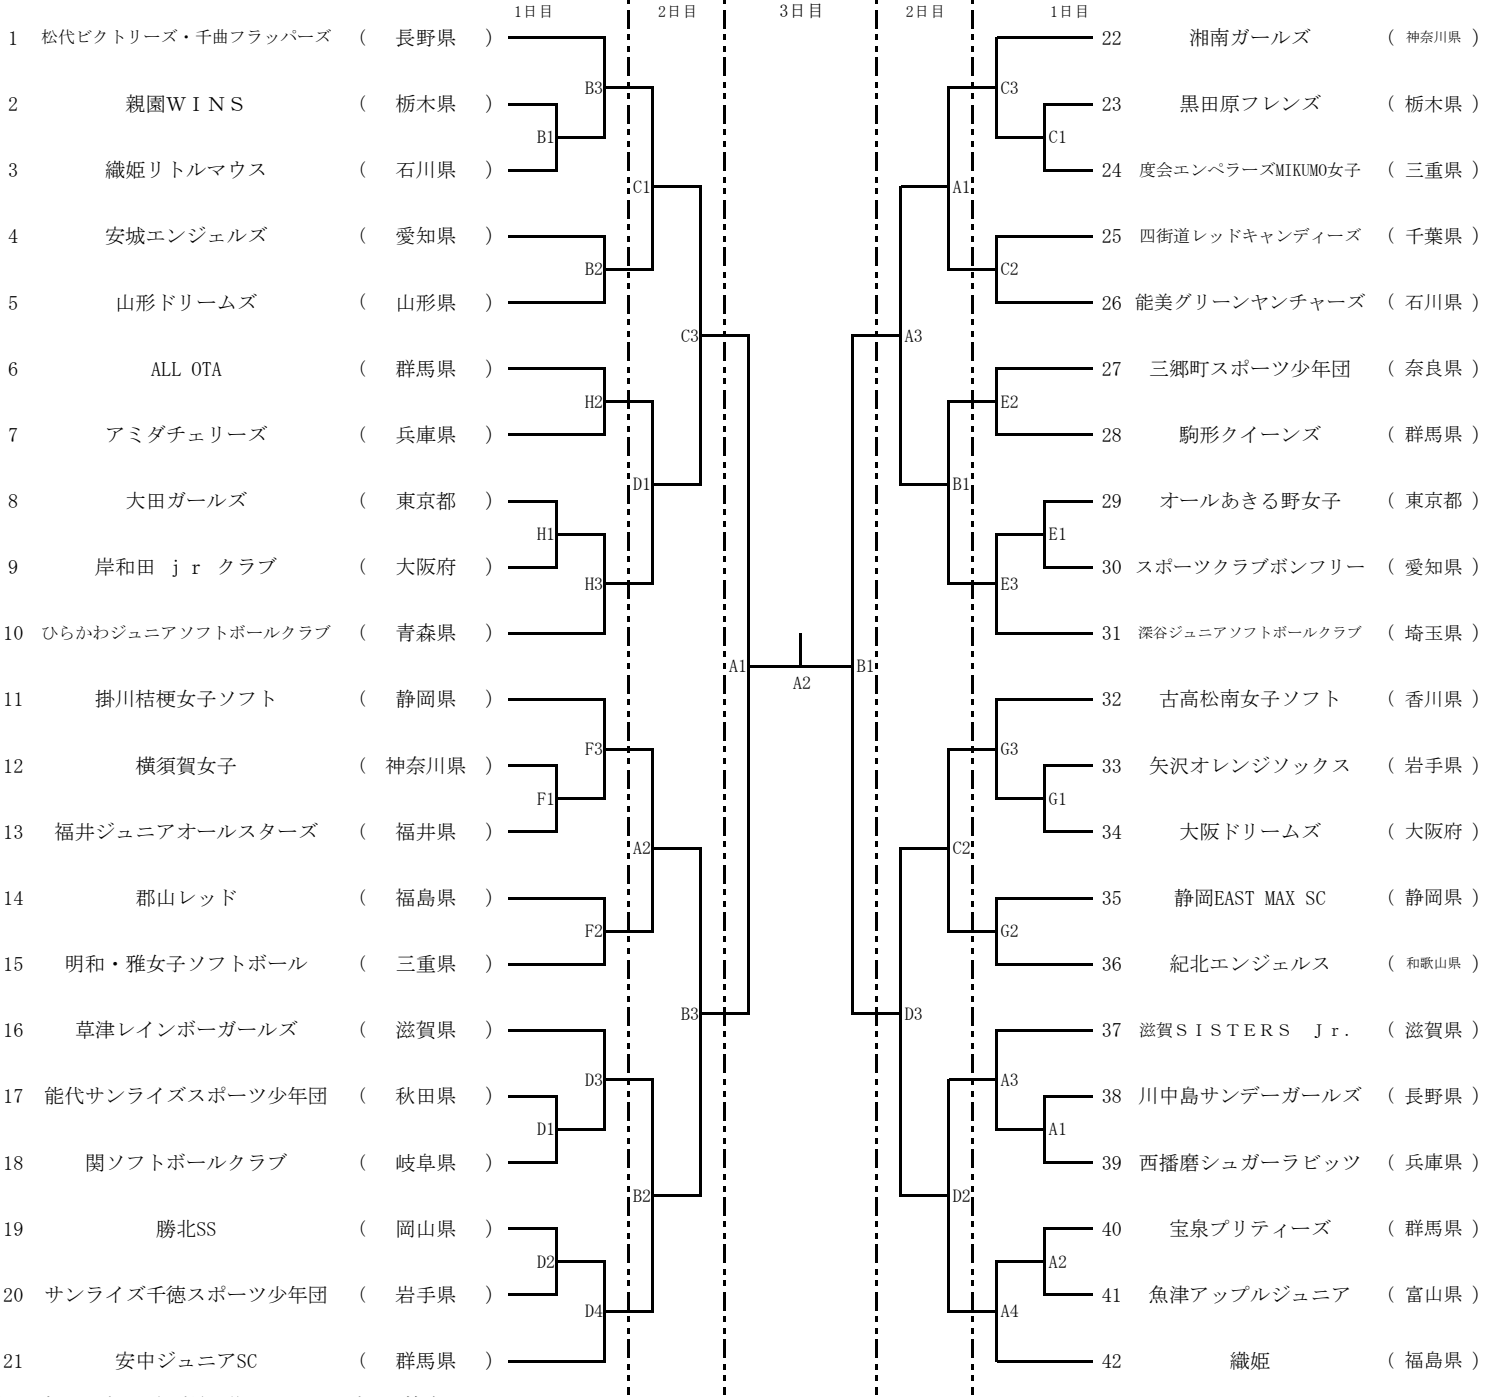 1日目 2日目 3日目 2日目 1日目
1 松代ビクトリーズ・千曲フラッパーズ ( 長野県 )
2 親園ＷＩＮＳ ( 栃木県 )
3 織姫リトルマウス ( 石川県 )
4 安城エンジェルズ ( 愛知県 )
5 山形ドリームズ ( 山形県 )
6 ALL OTA ( 群馬県 )
7 アミダチェリーズ ( 兵庫県 )
8 大田ガールズ ( 東京都 )
9 岸和田 ｊｒ クラブ ( 大阪府 )
10 ひらかわジュニアソフトボールクラブ ( 青森県 )
11 掛川桔梗女子ソフト ( 静岡県 )
12 横須賀女子 ( 神奈川県 )
13 福井ジュニアオールスターズ ( 福井県 )
14 郡山レッド ( 福島県 )
15 明和・雅女子ソフトボール ( 三重県 )
16 草津レインボーガールズ ( 滋賀県 )
17 能代サンライズスポーツ少年団 ( 秋田県 )
18 関ソフトボールクラブ ( 岐阜県 )
19 勝北SS ( 岡山県 )
20 サンライズ千徳スポーツ少年団 ( 岩手県 )
21 安中ジュニアSC ( 群馬県 )
B3
B1
C1
B2
C3
H2
D1
H1
H3
A1
F3
F1
A2
F2
B3
D3
D1
B2
D2
D4
A2
C3
C1
A1
C2
A3
E2
B1
E1
E3
B1
G3
G1
C2
G2
D3
A3
A1
D2
A2
A4
22 湘南ガールズ ( 神奈川県 )
23 黒田原フレンズ ( 栃木県 )
24 度会エンペラーズMIKUMO女子 ( 三重県 )
25 四街道レッドキャンディーズ ( 千葉県 )
26 能美グリーンヤンチャーズ ( 石川県 )
27 三郷町スポーツ少年団 ( 奈良県 )
28 駒形クイーンズ ( 群馬県 )
29 オールあきる野女子 ( 東京都 )
30 スポーツクラブボンフリー ( 愛知県 )
31 深谷ジュニアソフトボールクラブ ( 埼玉県 )
32 古高松南女子ソフト ( 香川県 )
33 矢沢オレンジソックス ( 岩手県 )
34 大阪ドリームズ ( 大阪府 )
35 静岡EAST MAX SC ( 静岡県 )
36 紀北エンジェルス ( 和歌山県 )
37 滋賀ＳＩＳＴＥＲＳ Ｊｒ． ( 滋賀県 )
38 川中島サンデーガールズ ( 長野県 )
39 西播磨シュガーラビッツ ( 兵庫県 )
40 宝泉プリティーズ ( 群馬県 )
41 魚津アップルジュニア ( 富山県 )
42 織姫 ( 福島県 )